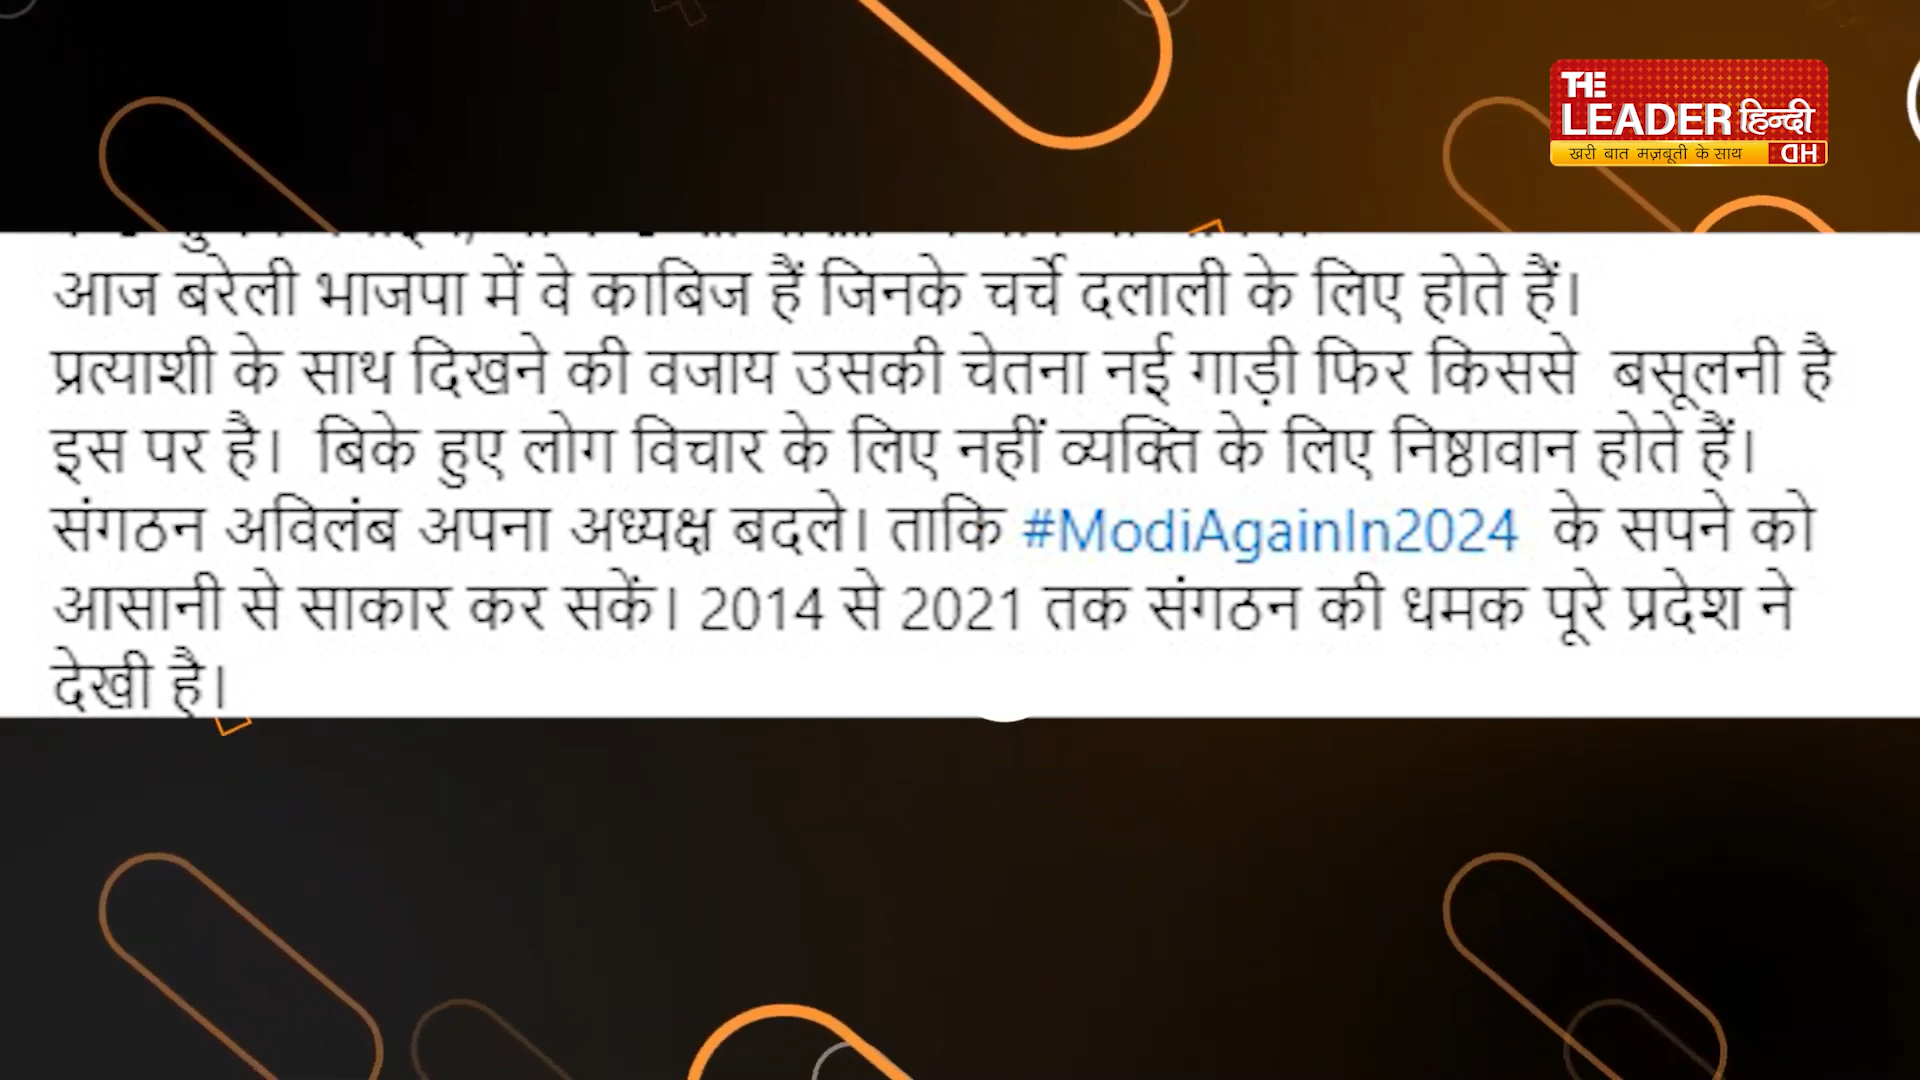 THE
LEADER हिन्दी
खरी बात मज़बूती के साथ HD
आज बरेली भाजपा में वे काबिज हैं जिनके चर्चे दलाली के लिए होते हैं।
प्रत्याशी के साथ दिखने की वजाय उसकी चेतना नई गाड़ी फिर किससे बसूलनी है
इस पर है। बिके हुए लोग विचार के लिए नहीं व्यक्ति के लिए निष्ठावान होते हैं।
संगठन अविलंब अपना अध्यक्ष बदले। ताकि #ModiAgainIn2024 के सपने को
आसानी से साकार कर सकें। 2014 से 2021 तक संगठन की धमक पूरे प्रदेश ने
देखी है।